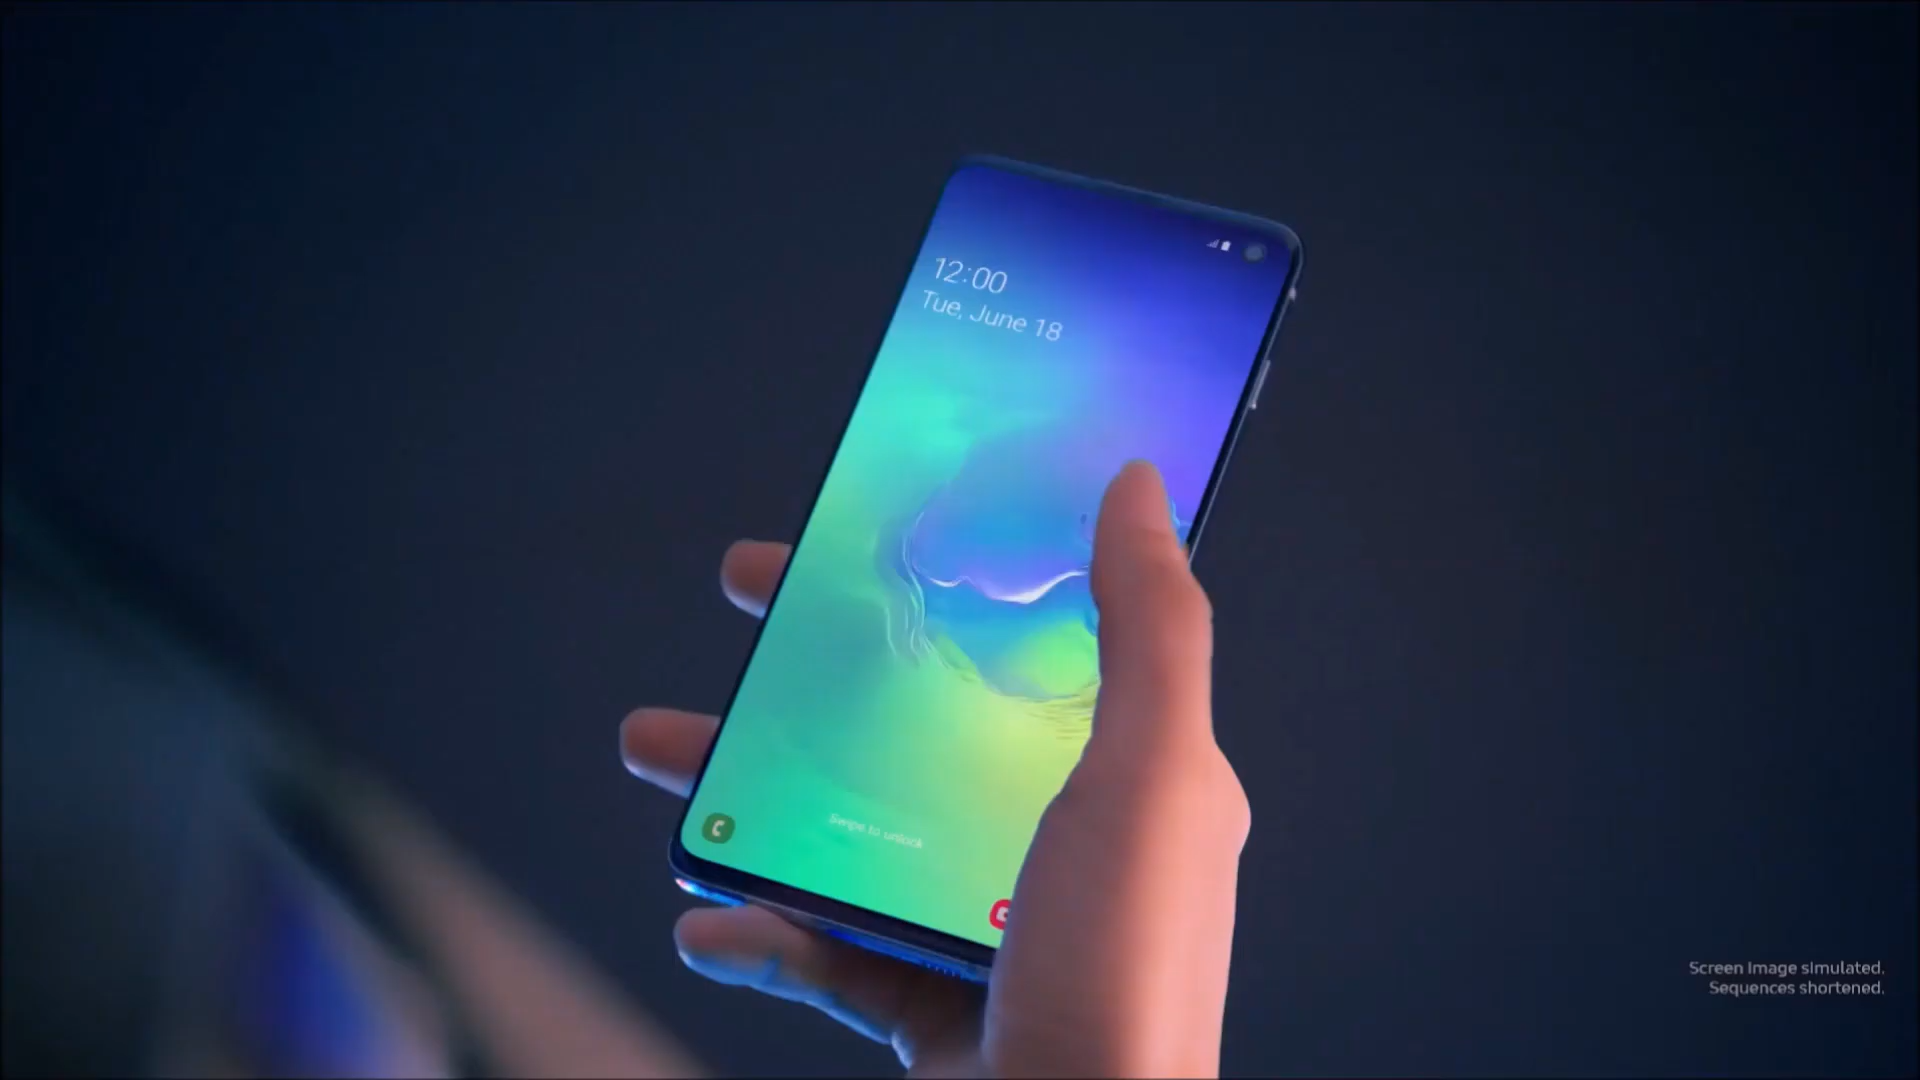 12:00
Tue, June 18
Swipe to unlock
Screen Image simulated.
Sequences shortened.